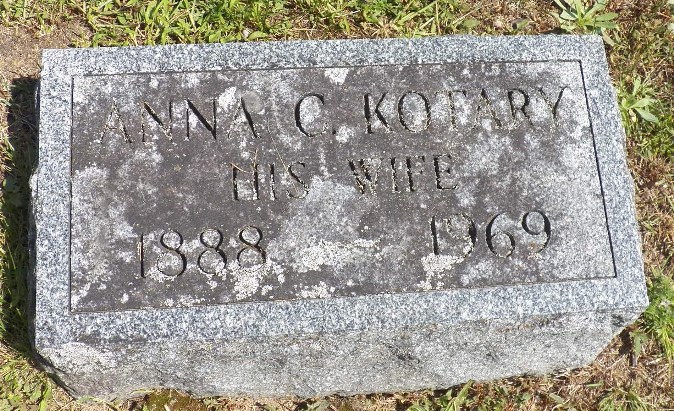 ANNA C. KOTARY
HIS WIFE
1888 – 1969